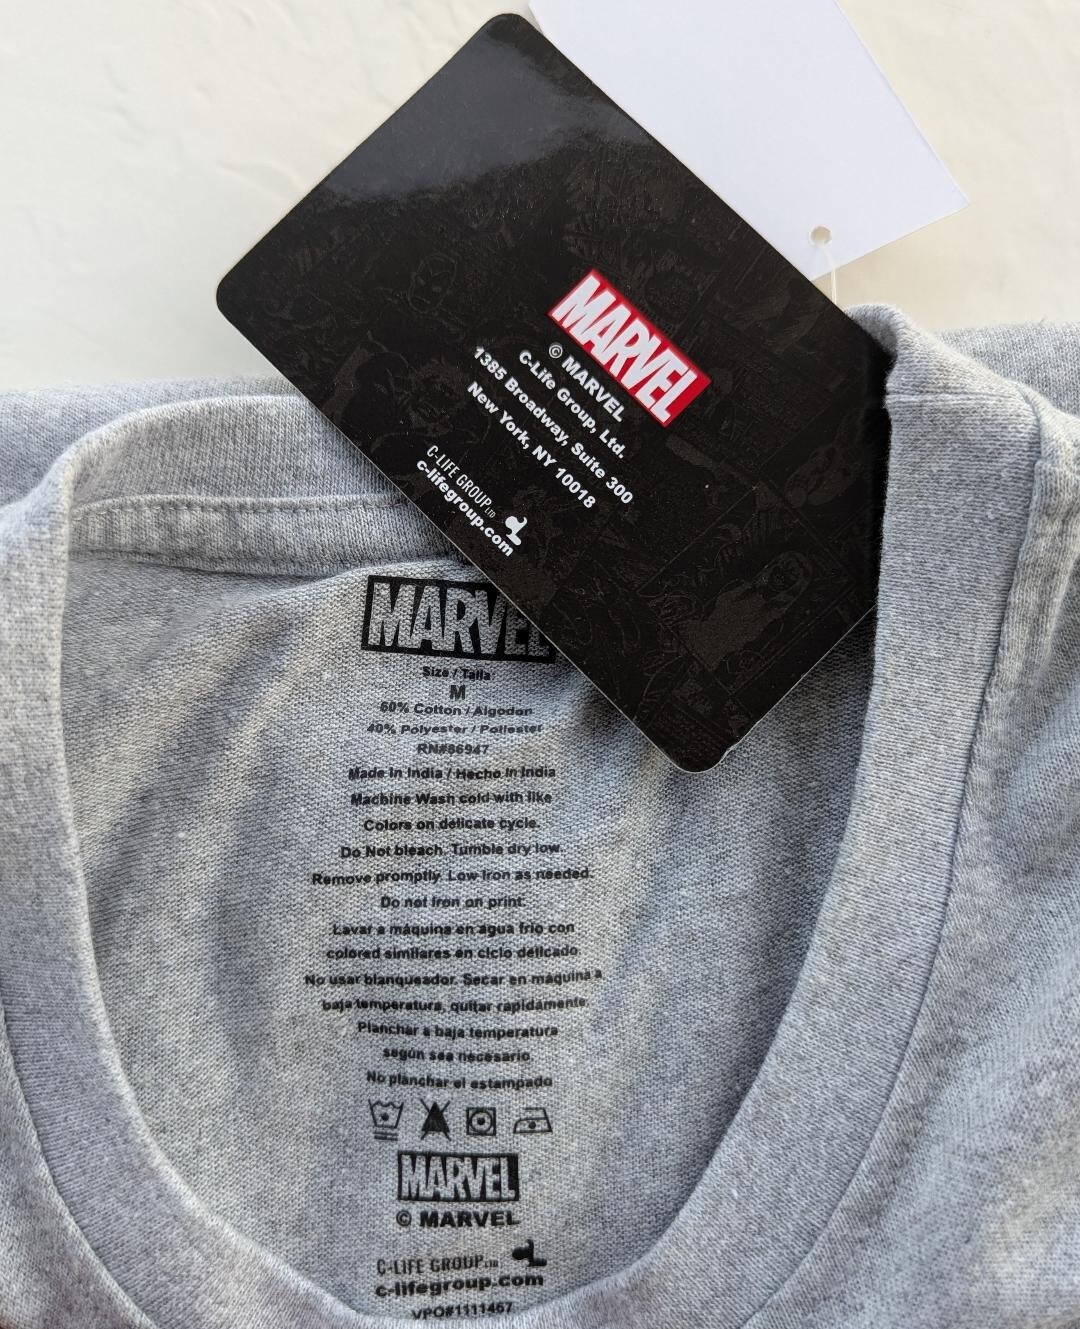 MARVEL
© MARVEL
C-Life Group, Ltd.
1385 Broadway, Suite 300
New York, NY 10018
C-LIFE GROUP LTD
c-lifegroup.com
MARVEL
Size / Talla
M
60% Cotton / Algodon
40% Polyester / Poliester
RN#86947
Made in India / Hecho in India
Machine Wash cold with like
Colors on delicate cycle.
Do Not bleach. Tumble dry low.
Remove promptly. Low Iron as needed.
Do not Iron on print.
Lavar a máquina en agua frio con
colored similares en ciclo delicado.
No usar blanqueador. Secar en máquina a
baja temperatura, quitar rapidamente.
Planchar a baja temperatura
según sea necesario
No planchar el estampado
MARVEL
© MARVEL
C-LIFE GROUP LTD
c-lifegroup.com
VPO#1111467